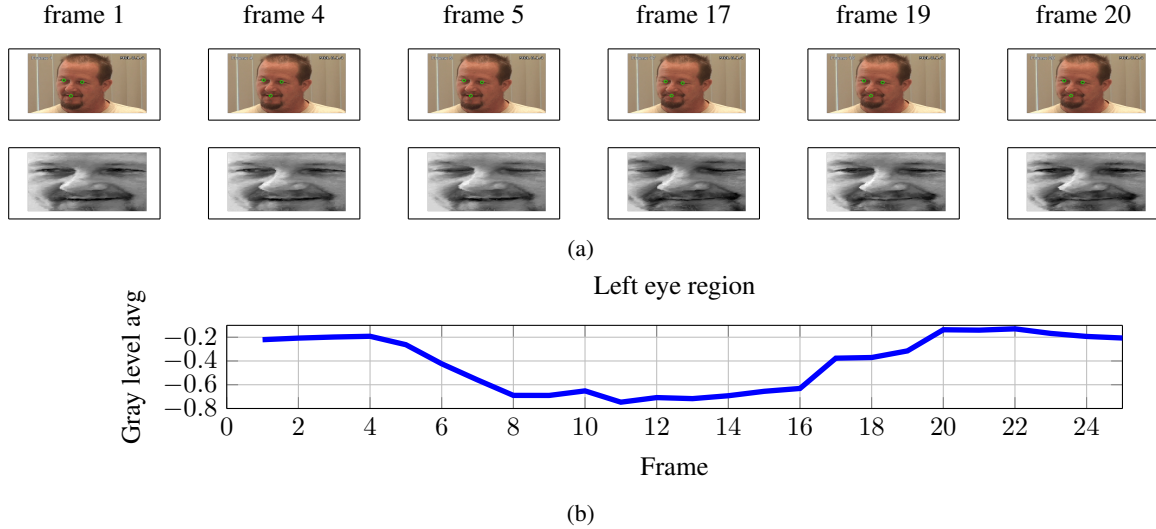 frame 1 frame 4 frame 5 frame 17 frame 19 frame 20
(a)
Left eye region
Gray level avg
−0.2
−0.4
−0.6
−0.8
0 2 4 6 8 10 12 14 16 18 20 22 24
Frame
(b)